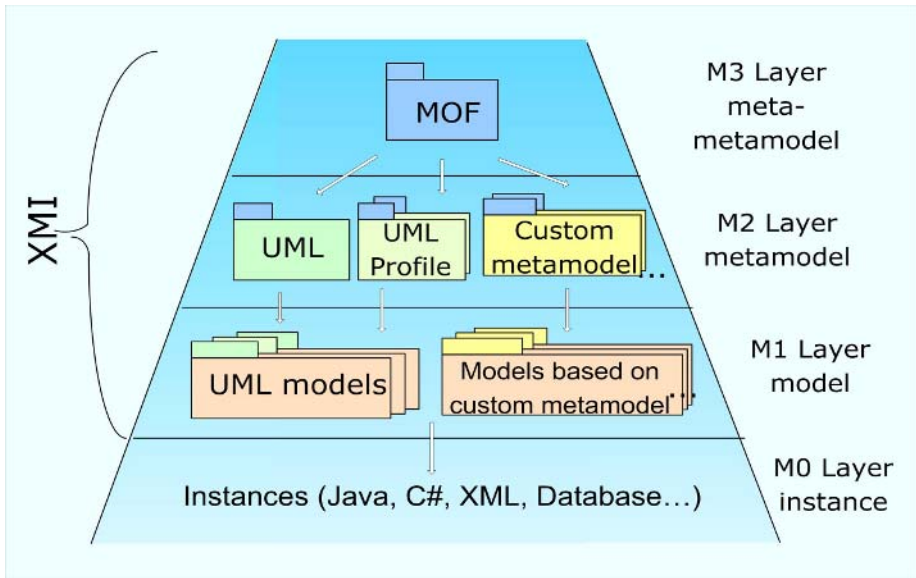 XMI
MOF
M3 Layer
meta-
metamodel
UML
UML
Profile
Custom
metamodel
...
M2 Layer
metamodel
UML models
Models based on
custom metamodel
...
M1 Layer
model
Instances (Java, C#, XML, Database...)
M0 Layer
instance